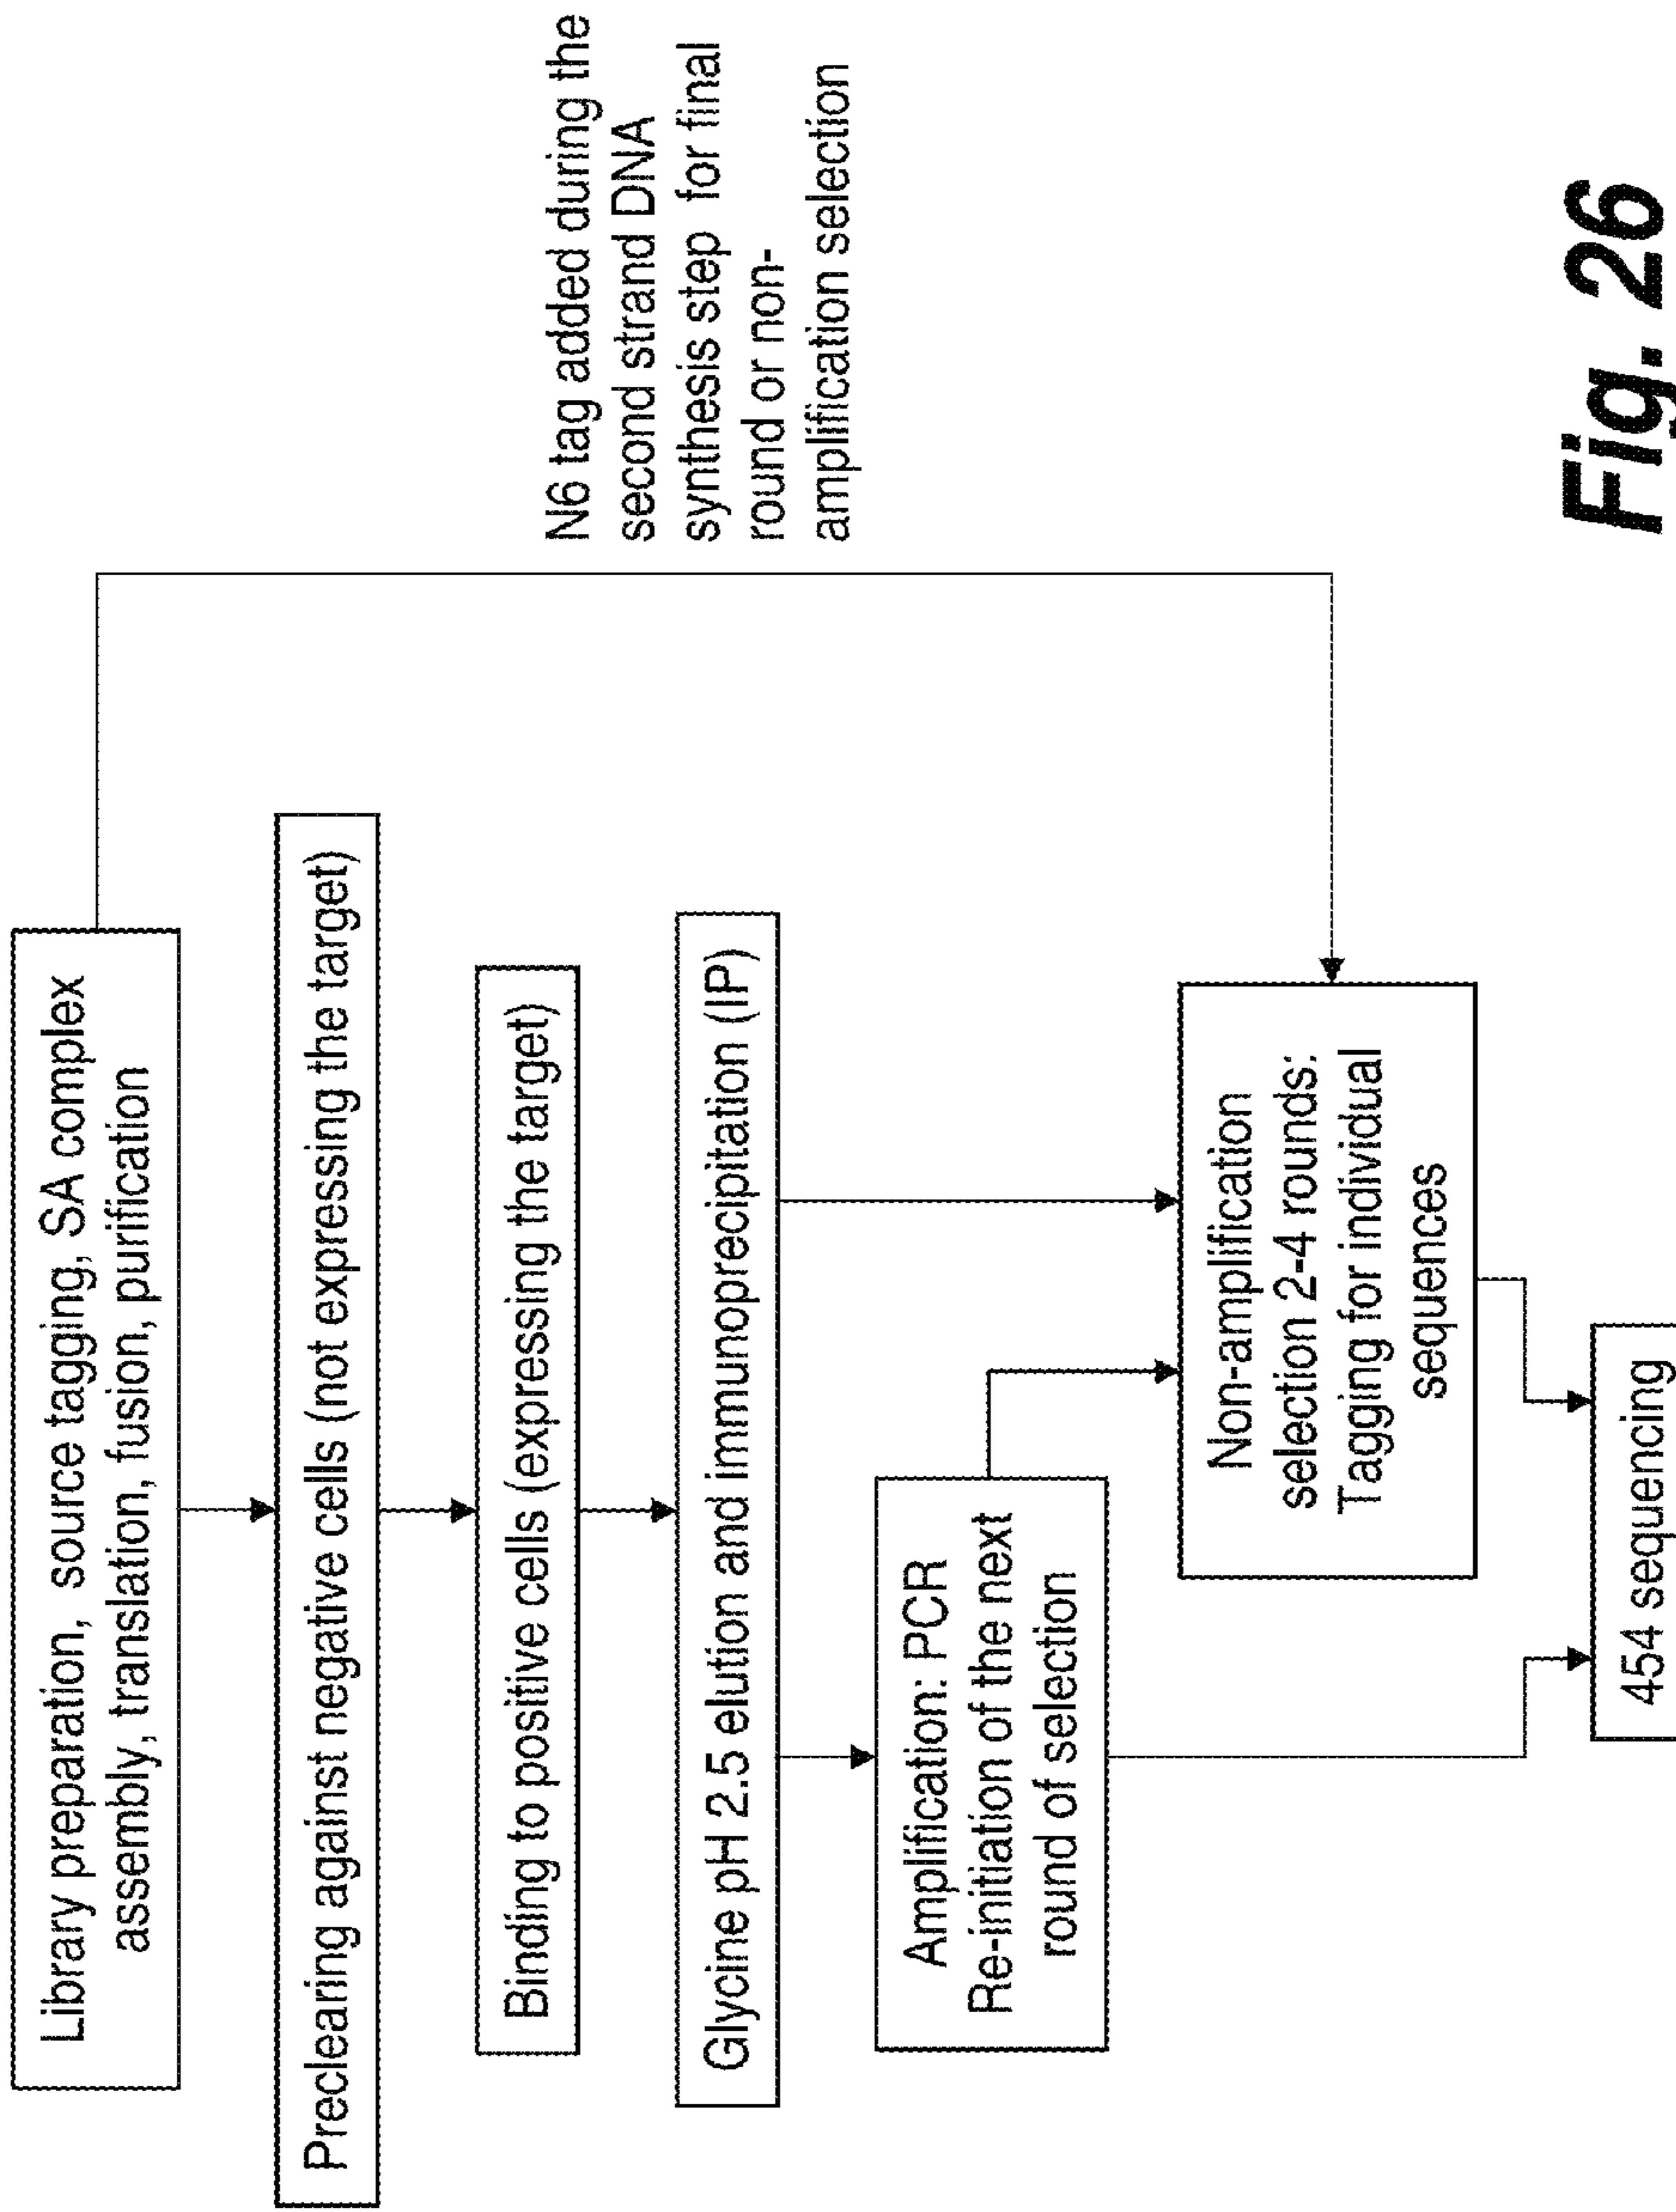 Library preparation, source tagging, SA complex
assembly, translation, fusion, purification
Preclearing against negative cells (not expressing the target)
Binding to positive cells (expressing the target)
Glycine pH 2.5 elution and immunoprecipitation (IP)
Amplification: PCR
Re-initiation of the next
round of selection
Non-amplification
selection 2-4 rounds:
Tagging for individual
sequences
454 sequencing
N6 tag added during the
second strand DNA
synthesis step for final
round or non-
amplification selection
Fig. 26